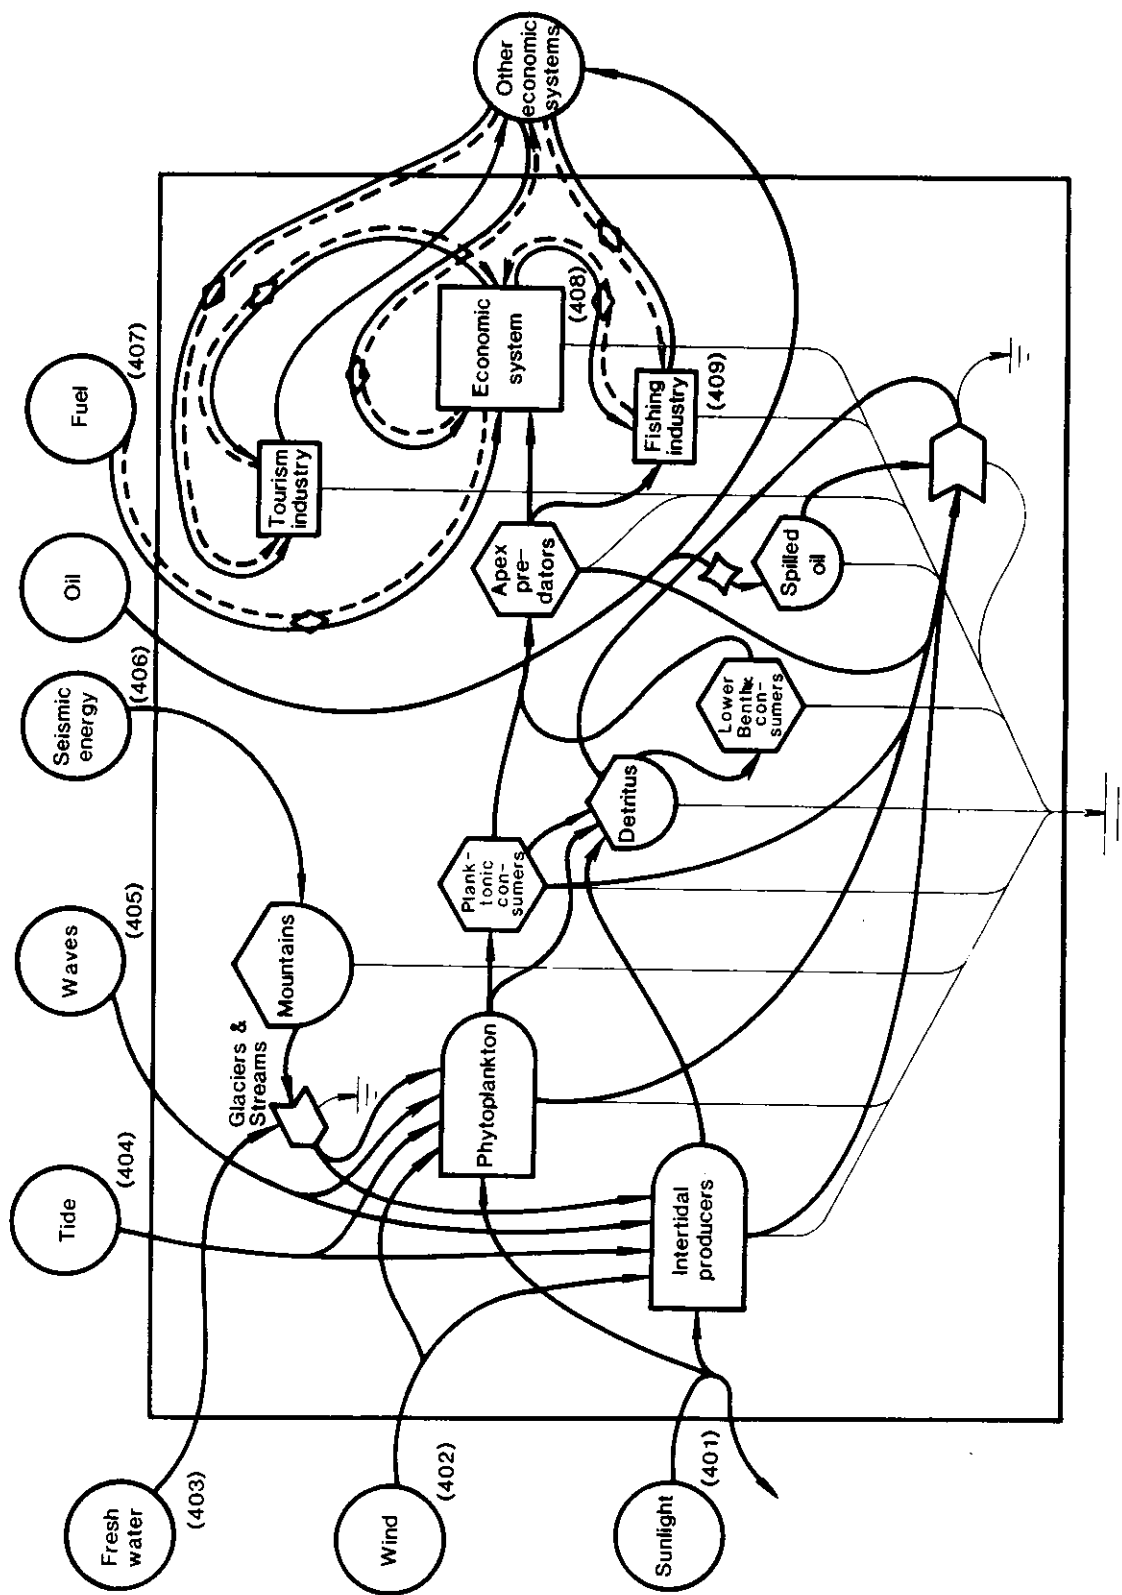 Fresh
water
(403)
Wind
(402)
Sunlight
(401)
Tide
(404)
Waves
(405)
Seismic
energy
(406)
Oil
Fuel
(407)
Other
economic
systems
Glaciers &
Streams
Mountains
Tourism
industry
Phytoplankton
Plank-
tonic
con-
sumers
Apex
pre-
dators
Economic
system
(408)
Intertidal
producers
Detritus
Lower
Benthic
con-
sumers
Spilled
oil
Fishing
industry
(409)